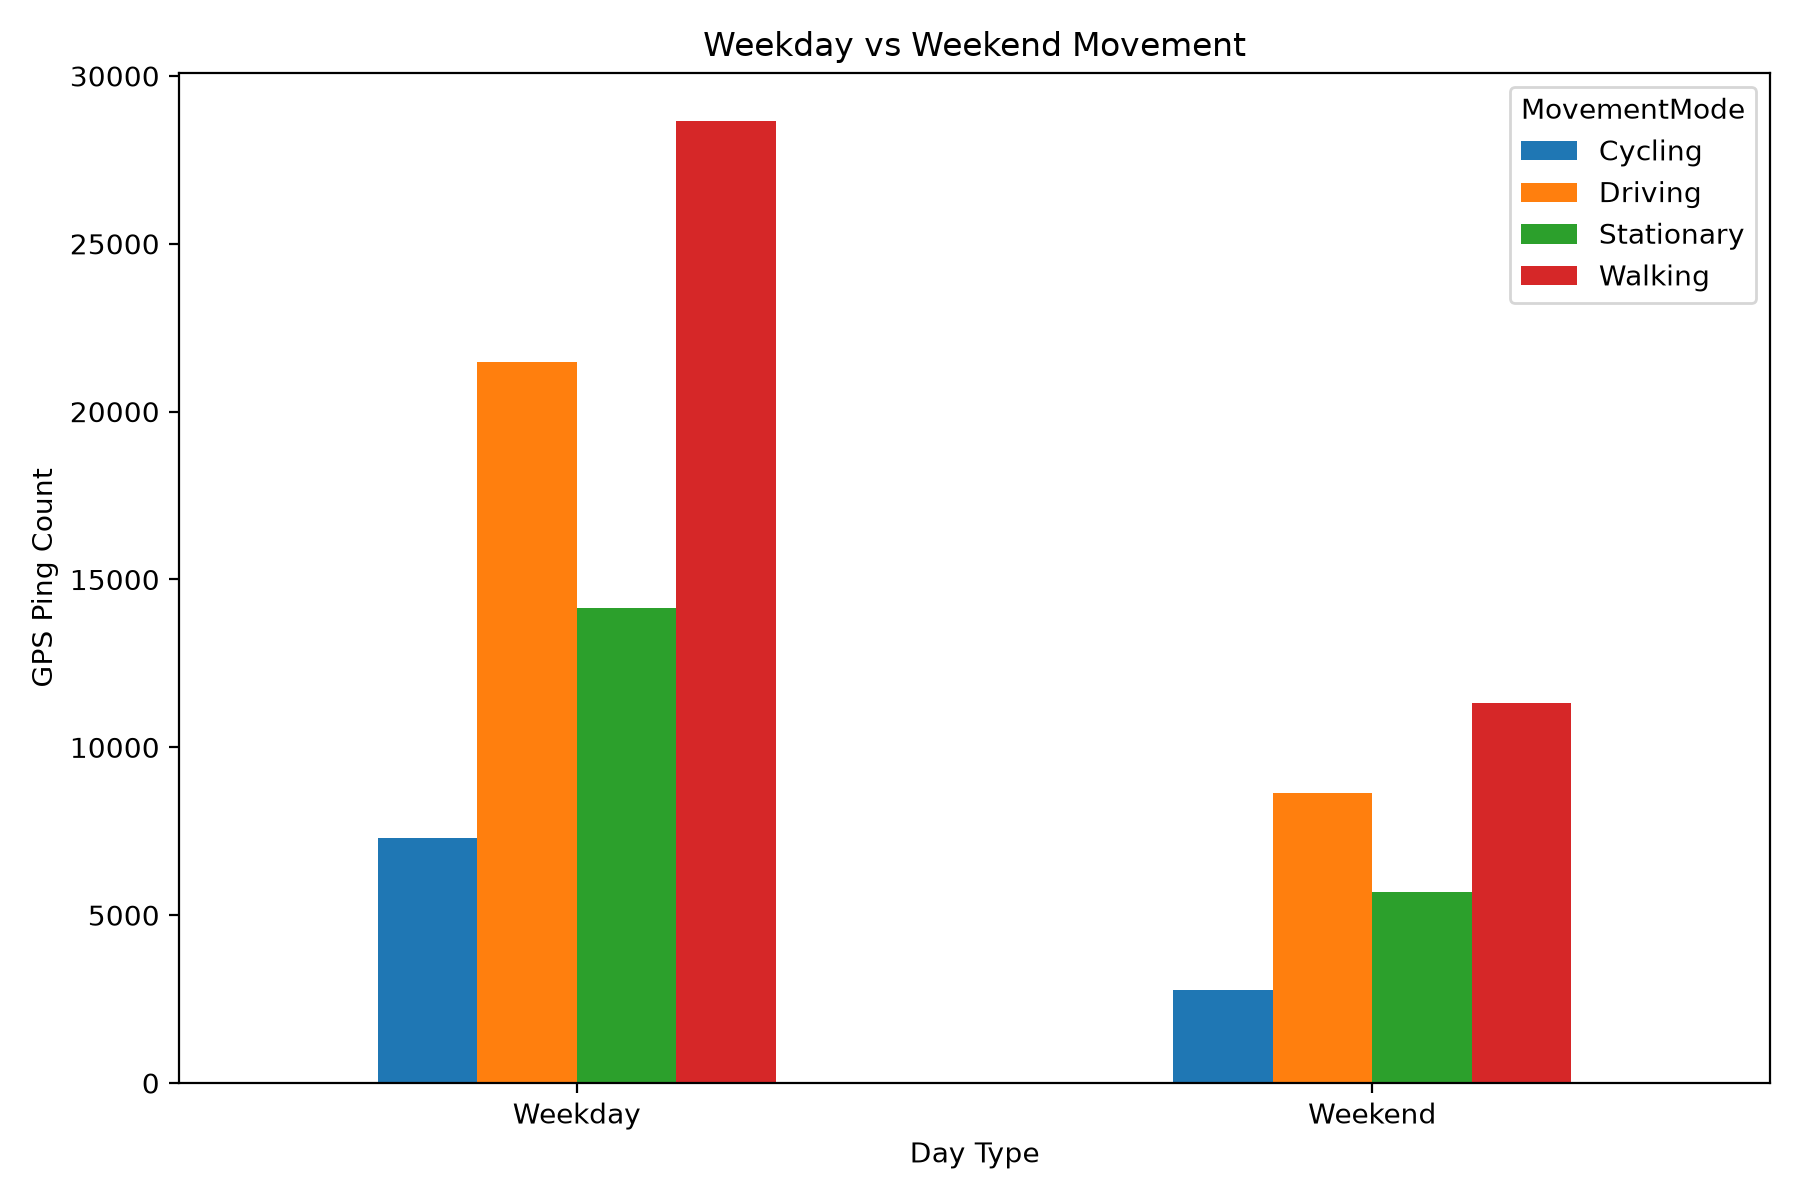 Weekday vs Weekend Movement
30000
25000
20000
15000
10000
5000
0
GPS Ping Count
MovementMode
Cycling
Driving
Stationary
Walking
Weekday
Weekend
Day Type